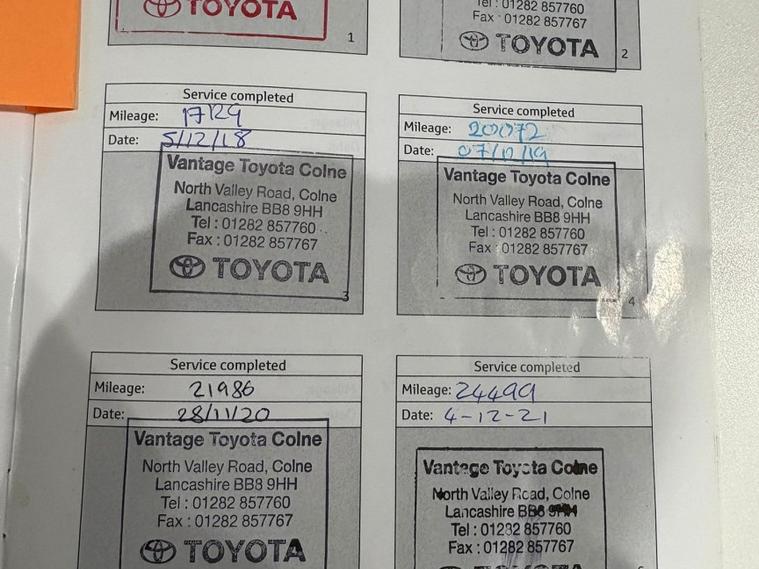 TOYOTA
1
Tel : 01282 857760
Fax : 01282 857767
TOYOTA
2
Service completed
Mileage: 17129
Date: 5/12/18
Vantage Toyota Colne
North Valley Road, Colne
Lancashire BB8 9HH
Tel : 01282 857760
Fax : 01282 857767
TOYOTA
3
Service completed
Mileage: 20072
Date: 07/12/19
Vantage Toyota Colne
North Valley Road, Colne
Lancashire BB8 9HH
Tel : 01282 857760
Fax : 01282 857767
TOYOTA
4
Service completed
Mileage: 21986
Date: 28/11/20
Vantage Toyota Colne
North Valley Road, Colne
Lancashire BB8 9HH
Tel : 01282 857760
Fax : 01282 857767
TOYOTA
Service completed
Mileage: 24499
Date: 4-12-21
Vantage Toyota Colne
North Valley Road, Colne
Lancashire BB8 9HH
Tel : 01282 857760
Fax : 01282 857767